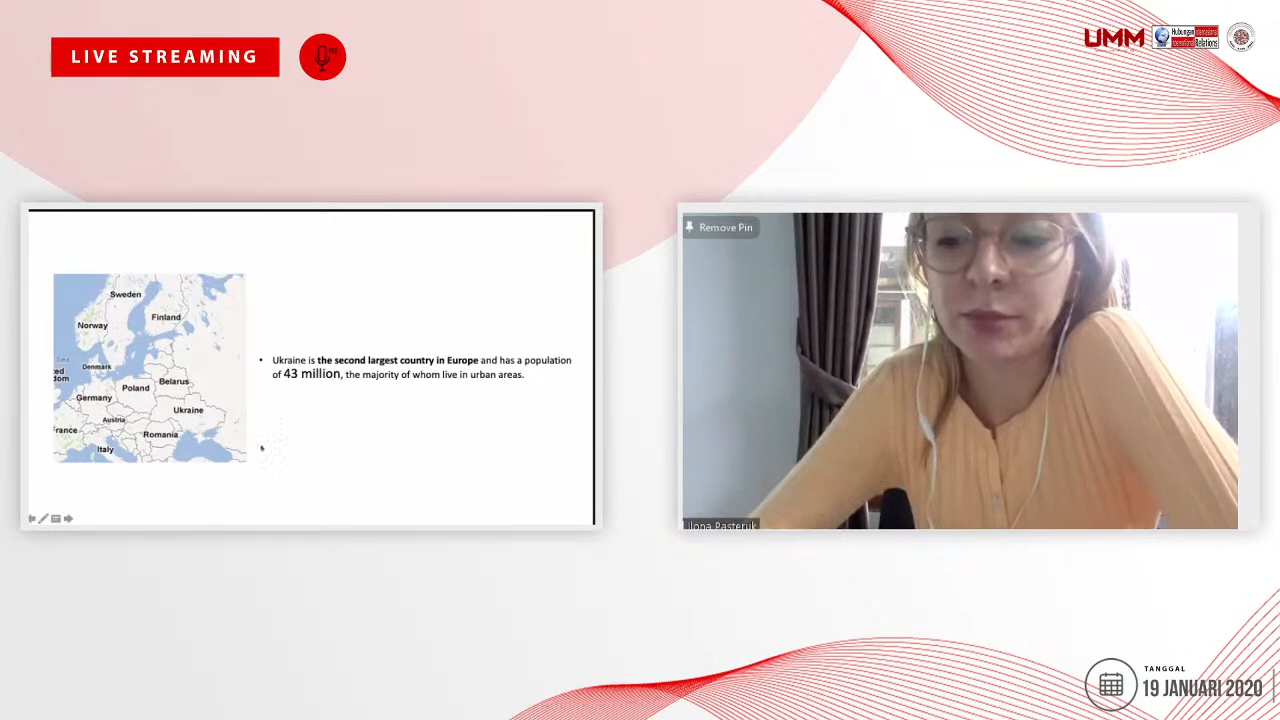 LIVE STREAMING
UMM
Hubungan
Relations
Sweden
Finland
Norway
Denmark
Belarus
Poland
Germany
Ukraine
Austria
Romania
Italy
• Ukraine is the second largest country in Europe and has a population
of 43 million, the majority of whom live in urban areas.
Remove Pin
Ilona Pasteruk
TANGGAL
19 JANUARI 2020